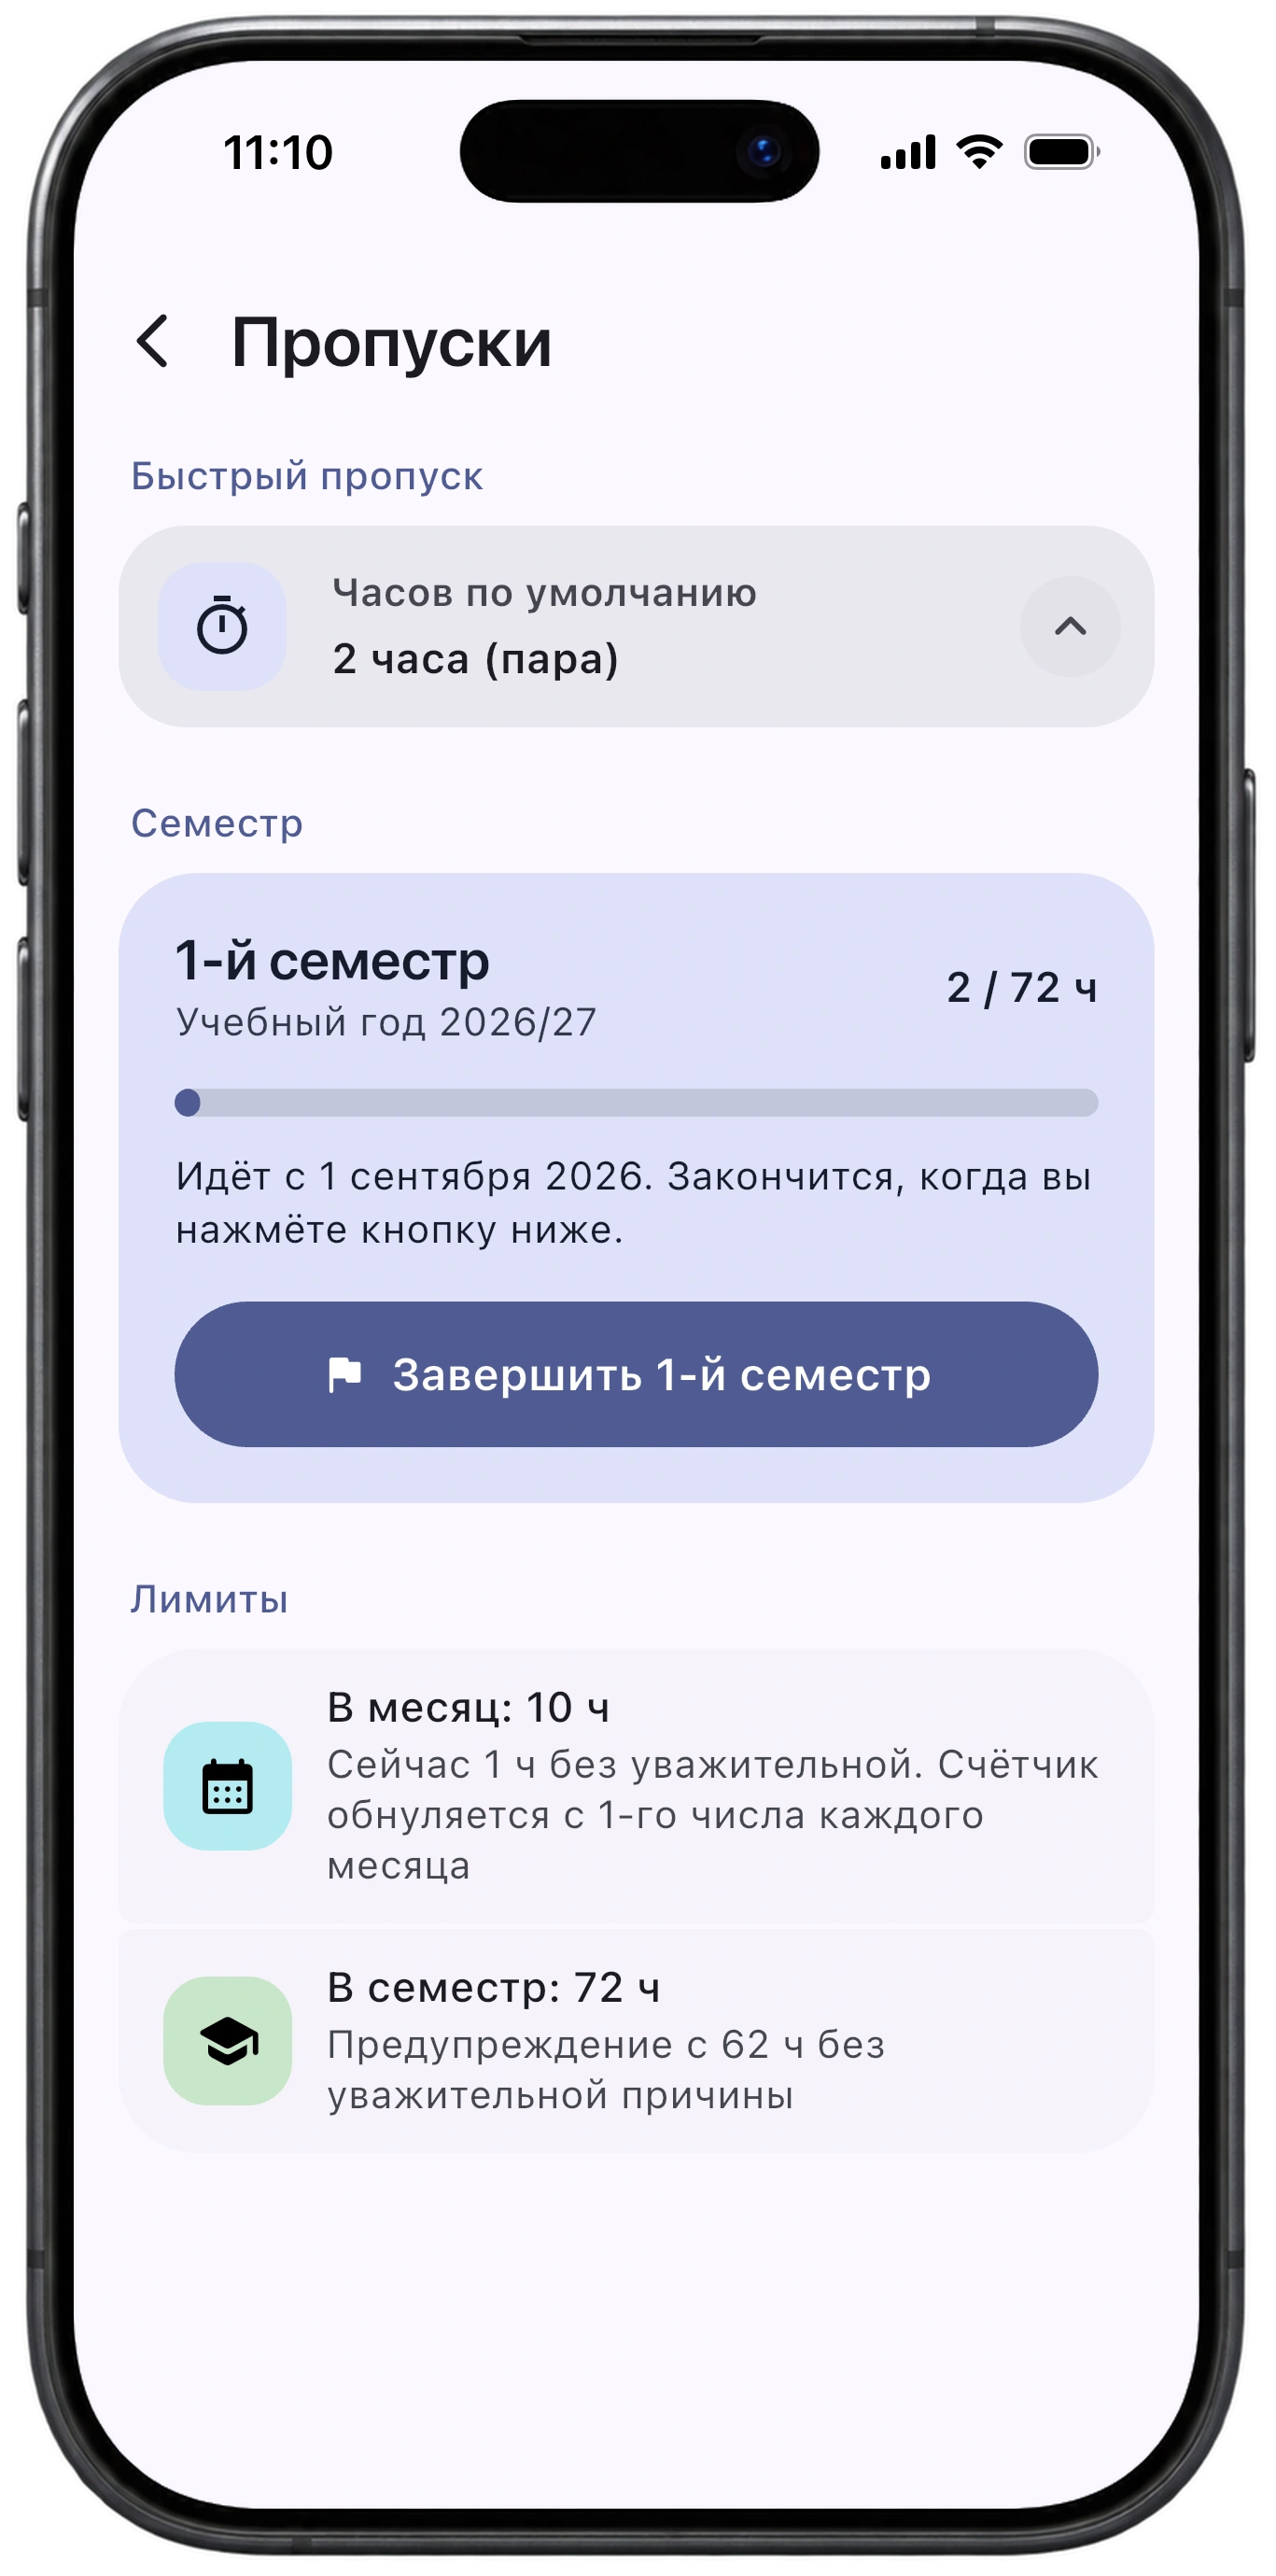 11:10
Пропуски
Быстрый пропуск
Часов по умолчанию
2 часа (пара)
Семестр
1-й семестр
2 / 72 ч
Учебный год 2026/27
Идёт с 1 сентября 2026. Закончится, когда вы
нажмёте кнопку ниже.
Завершить 1-й семестр
Лимиты
В месяц: 10 ч
Сейчас 1 ч без уважительной. Счётчик
обнуляется с 1-го числа каждого
месяца
В семестр: 72 ч
Предупреждение с 62 ч без
уважительной причины